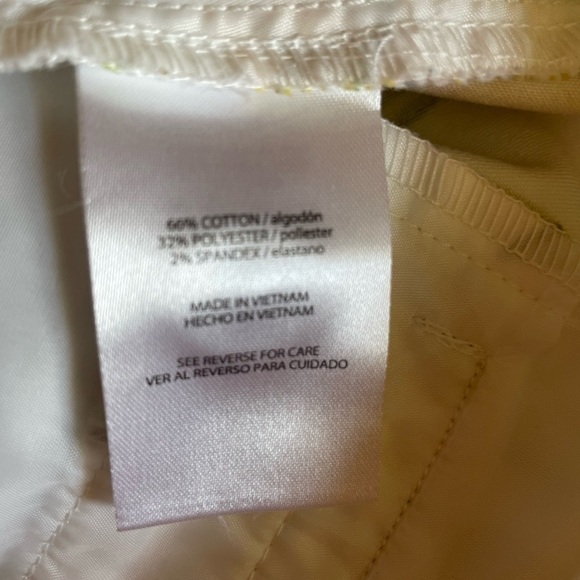 66% COTTON / algodón
32% POLYESTER / poliester
2% SPANDEX / elastano
MADE IN VIETNAM
HECHO EN VIETNAM
SEE REVERSE FOR CARE
VER AL REVERSO PARA CUIDADO